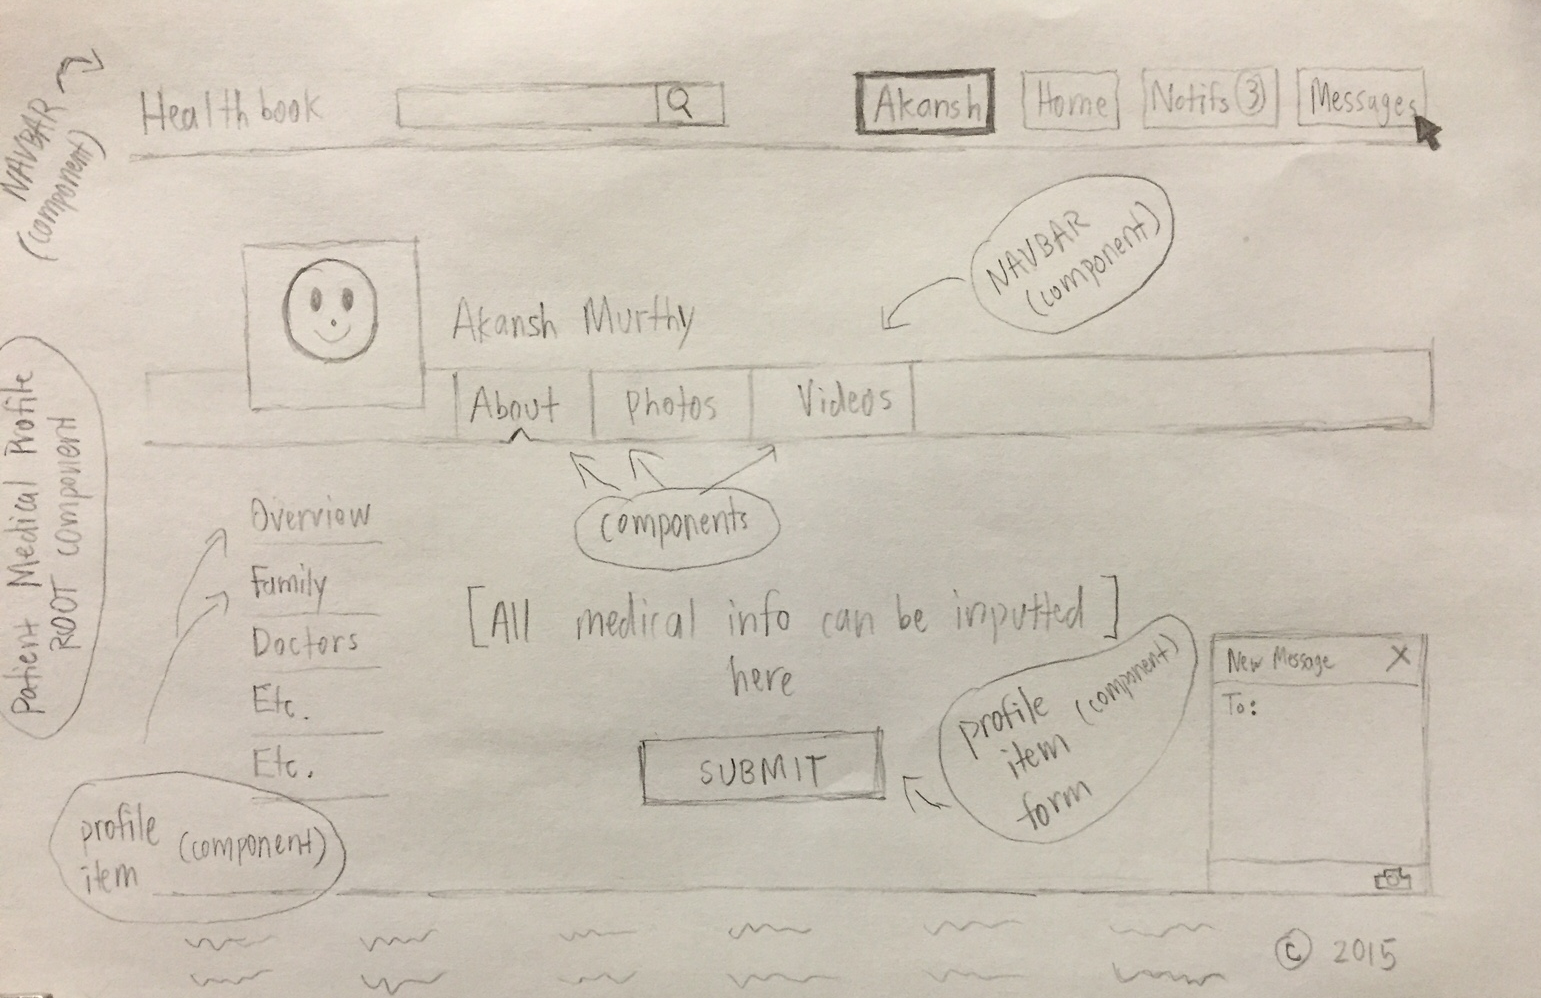 NAVBAR
(component)
Healthbook
Akansh
Home
Notifs 3
Messages
NAVBAR
(component)
Akansh Murthy
About
photos
Videos
components
Patient Medical Profile
ROOT component
Overview
Family
Doctors
Etc.
Etc.
[All medical info can be inputted]
here
SUBMIT
profile (component)
item
form
New Message X
To:
profile (component)
item
© 2015